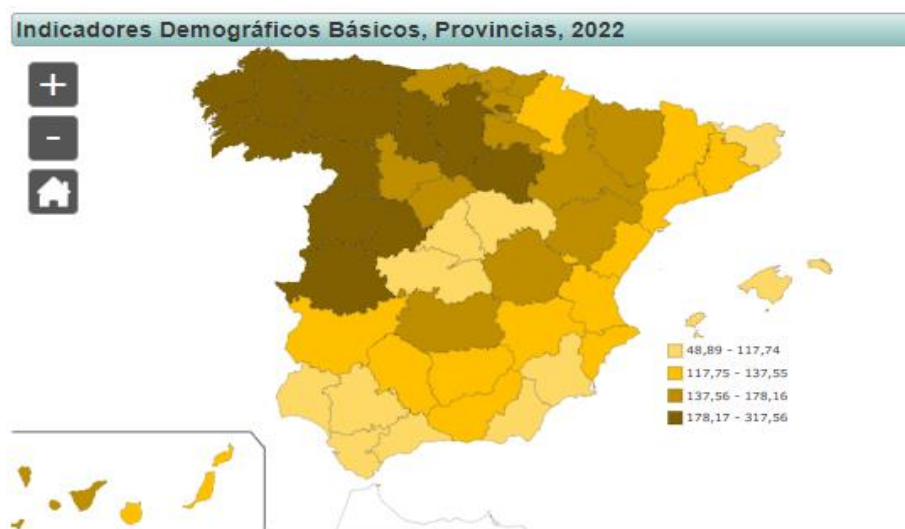 Indicadores Demográficos Básicos, Provincias, 2022
+
-
48,89 - 117,74
117,75 - 137,55
137,56 - 178,16
178,17 - 317,56